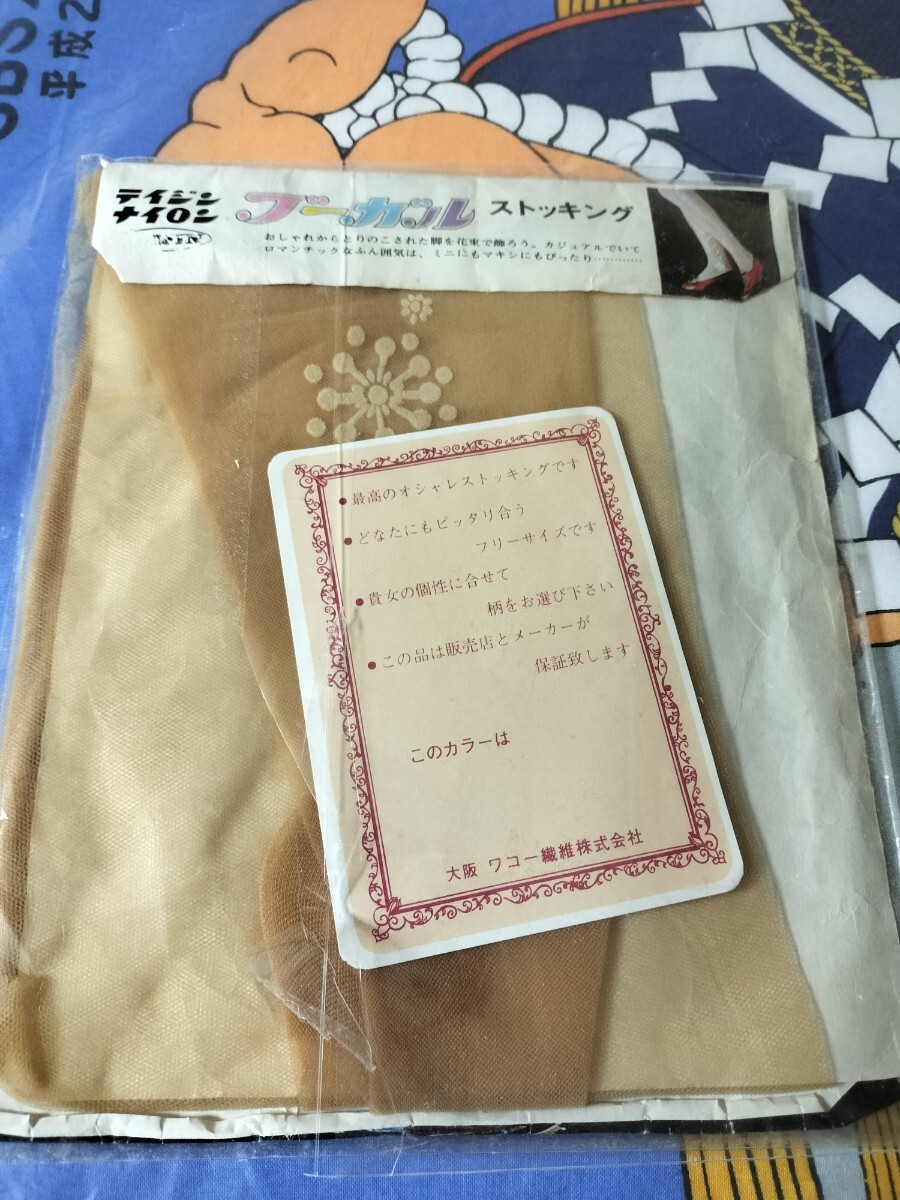 平成2
テイジン
ナイロン
ブーガル ストッキング
おしゃれからとりのこされた脚を花束で飾ろう。カジュアルでいて
ロマンチックなふん囲気は、ミニにもマキシにもぴったり…………
●最高のオシャレストッキングです
●どなたにもピッタリ合う
フリーサイズです
●貴女の個性に合せて
柄をお選び下さい
●この品は販売店とメーカーが
保証致します
このカラーは
大阪 ワコー繊維株式会社